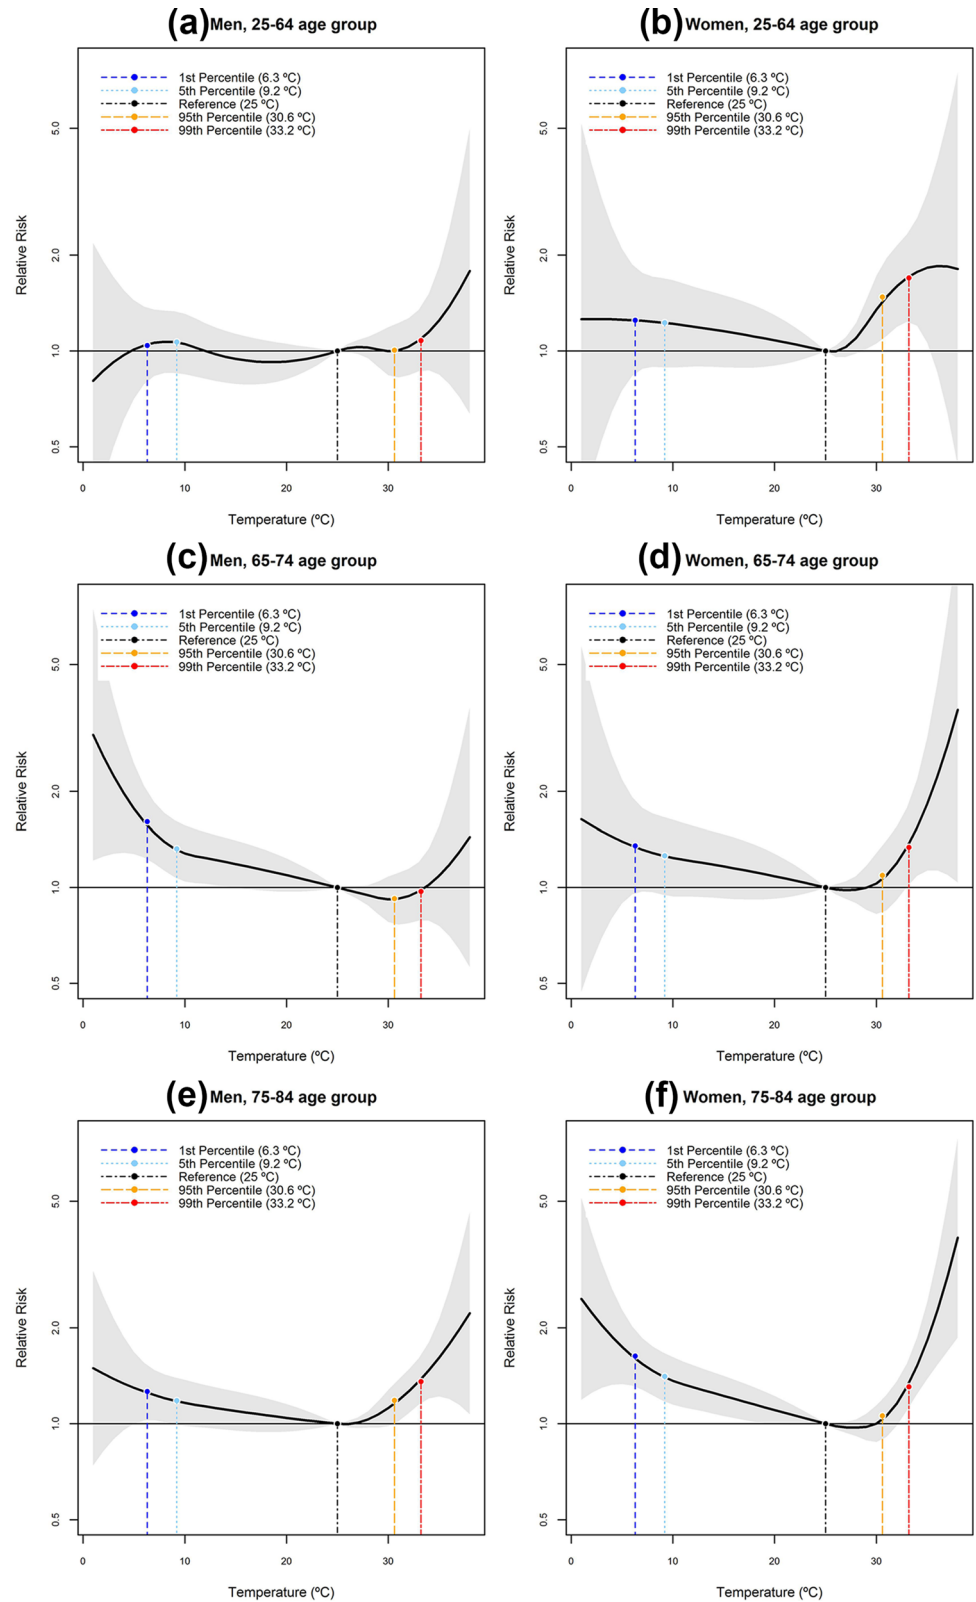 (a) Men, 25-64 age group
1st Percentile (6.3 ºC)
5th Percentile (9.2 ºC)
Reference (25 ºC)
95th Percentile (30.6 ºC)
99th Percentile (33.2 ºC)
Relative Risk
5.0
2.0
1.0
0.5
0 10 20 30
Temperature (ºC)
(b) Women, 25-64 age group
1st Percentile (6.3 ºC)
5th Percentile (9.2 ºC)
Reference (25 ºC)
95th Percentile (30.6 ºC)
99th Percentile (33.2 ºC)
Relative Risk
5.0
2.0
1.0
0.5
0 10 20 30
Temperature (ºC)
(c) Men, 65-74 age group
1st Percentile (6.3 ºC)
5th Percentile (9.2 ºC)
Reference (25 ºC)
95th Percentile (30.6 ºC)
99th Percentile (33.2 ºC)
Relative Risk
5.0
2.0
1.0
0.5
0 10 20 30
Temperature (ºC)
(d) Women, 65-74 age group
1st Percentile (6.3 ºC)
5th Percentile (9.2 ºC)
Reference (25 ºC)
95th Percentile (30.6 ºC)
99th Percentile (33.2 ºC)
Relative Risk
5.0
2.0
1.0
0.5
0 10 20 30
Temperature (ºC)
(e) Men, 75-84 age group
1st Percentile (6.3 ºC)
5th Percentile (9.2 ºC)
Reference (25 ºC)
95th Percentile (30.6 ºC)
99th Percentile (33.2 ºC)
Relative Risk
5.0
2.0
1.0
0.5
0 10 20 30
Temperature (ºC)
(f) Women, 75-84 age group
1st Percentile (6.3 ºC)
5th Percentile (9.2 ºC)
Reference (25 ºC)
95th Percentile (30.6 ºC)
99th Percentile (33.2 ºC)
Relative Risk
5.0
2.0
1.0
0.5
0 10 20 30
Temperature (ºC)